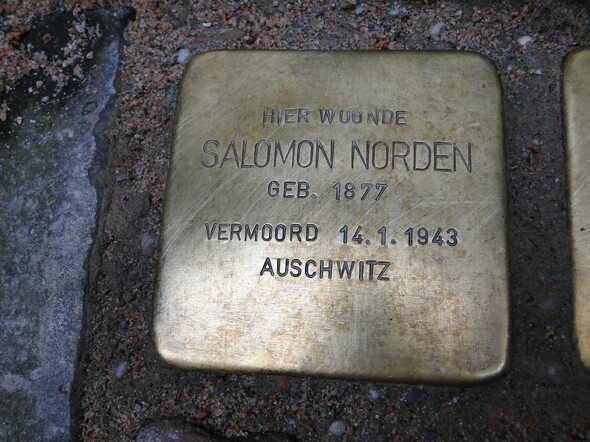 HIER WOONDE
SALOMON NORDEN
GEB. 1877
VERMOORD 14.1.1943
AUSCHWITZ